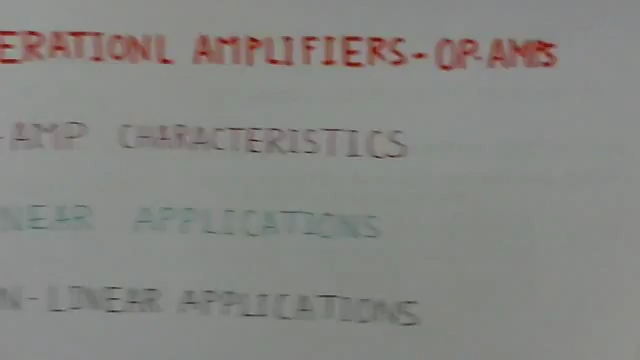 ERATIONL AMPLIFIERS-OP-AMPS
-AMP CHARACTERISTICS
NEAR APPLICATIONS
N-LINEAR APPLICATIONS